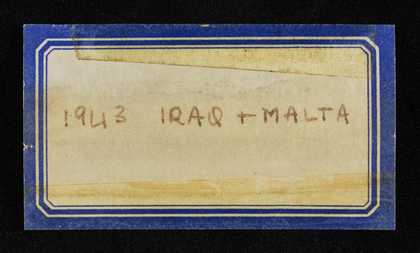 1943 IRAQ + MALTA